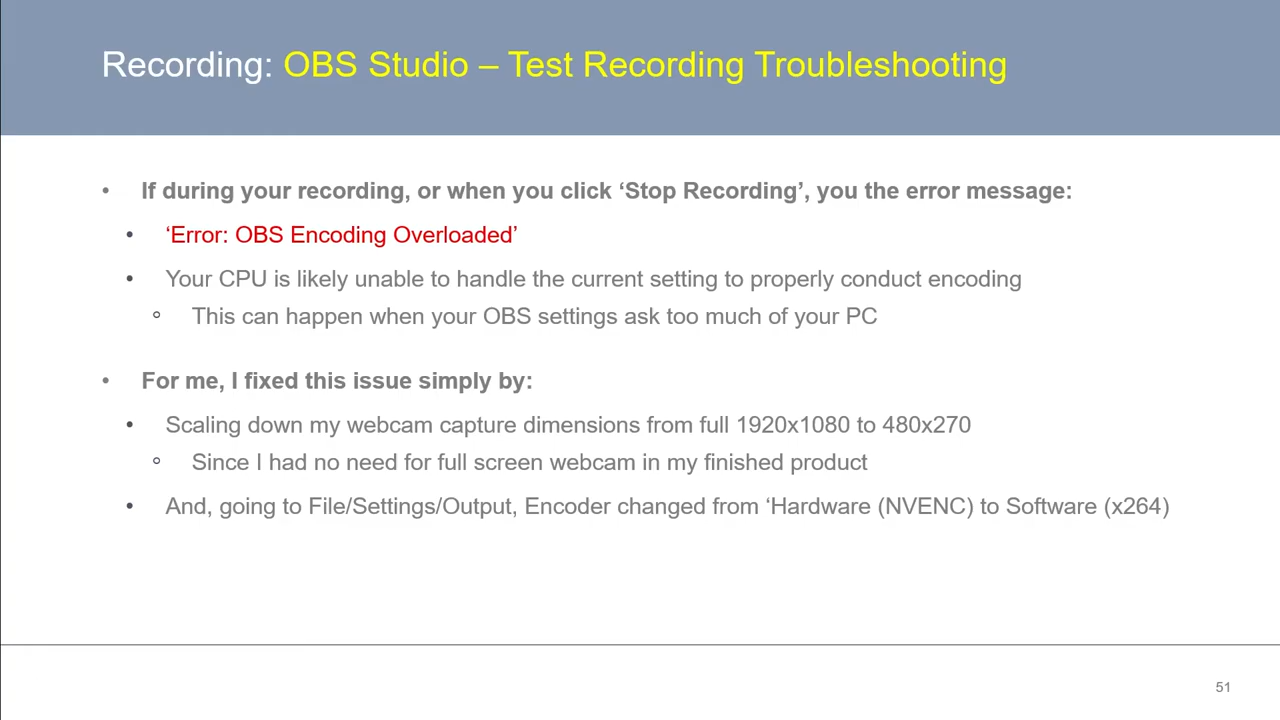 Recording: OBS Studio – Test Recording Troubleshooting
• If during your recording, or when you click ‘Stop Recording’, you the error message:
• ‘Error: OBS Encoding Overloaded’
• Your CPU is likely unable to handle the current setting to properly conduct encoding
◦ This can happen when your OBS settings ask too much of your PC
• For me, I fixed this issue simply by:
• Scaling down my webcam capture dimensions from full 1920x1080 to 480x270
◦ Since I had no need for full screen webcam in my finished product
• And, going to File/Settings/Output, Encoder changed from ‘Hardware (NVENC) to Software (x264)
51